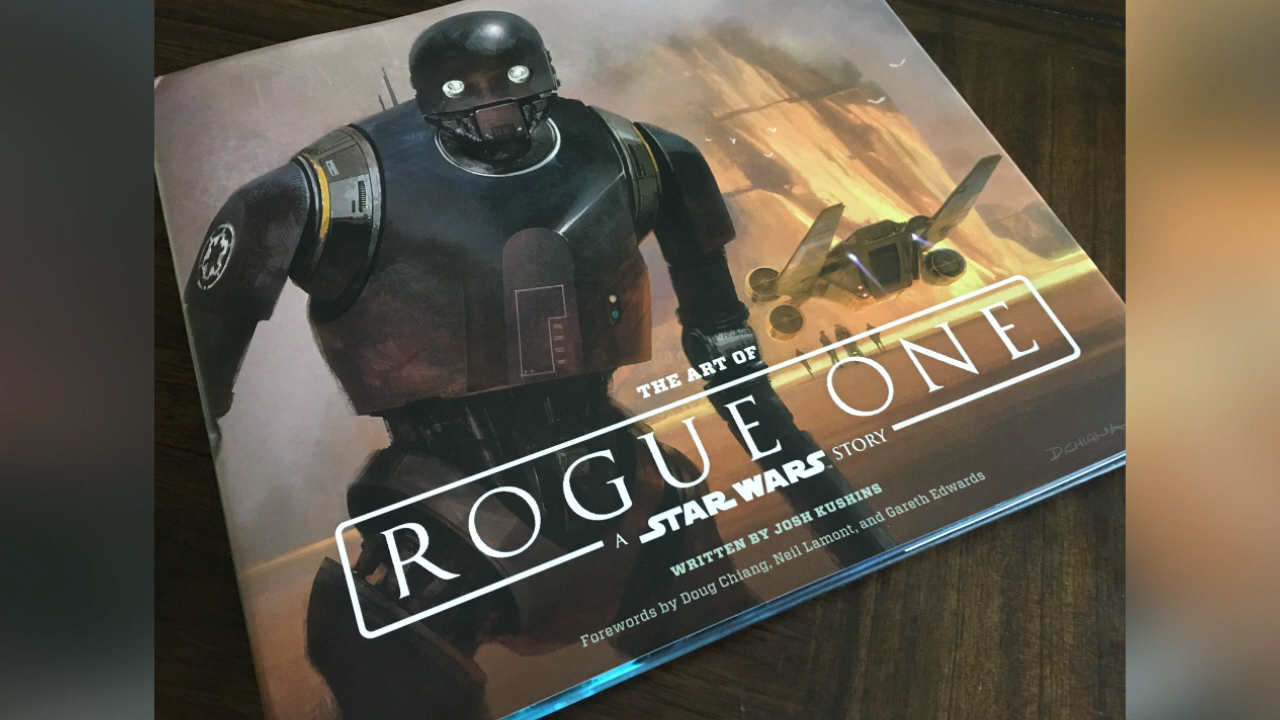 THE ART OF
ROGUE ONE
A STAR WARS STORY
WRITTEN BY JOSH KUSHINS
Forewords by Doug Chiang, Neil Lamont, and Gareth Edwards
D.CHIANG